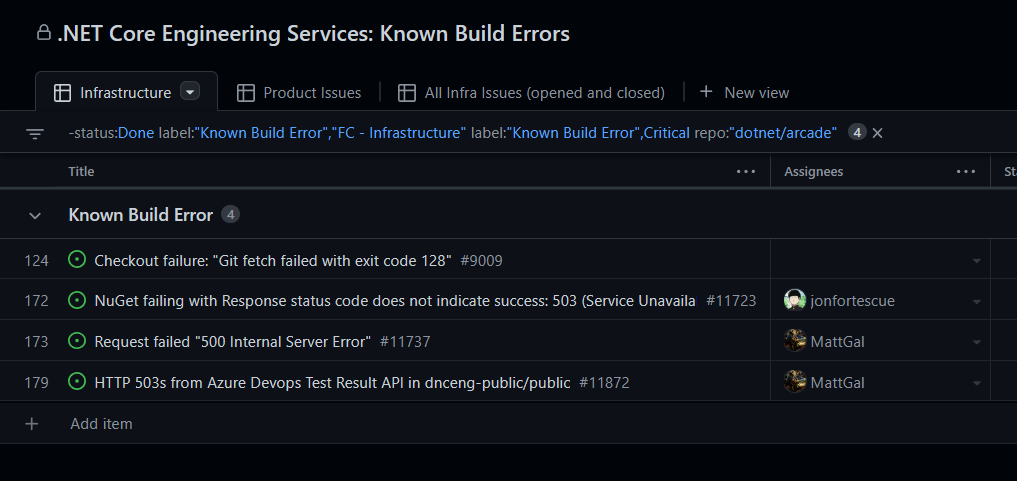 .NET Core Engineering Services: Known Build Errors
Infrastructure Product Issues All Infra Issues (opened and closed) + New view
-status:Done label:"Known Build Error","FC - Infrastructure" label:"Known Build Error",Critical repo:"dotnet/arcade" 4 ×
Title ... Assignees ... St
Known Build Error 4
124 Checkout failure: "Git fetch failed with exit code 128" #9009
172 NuGet failing with Response status code does not indicate success: 503 (Service Unavaila #11723 jonfortescue
173 Request failed "500 Internal Server Error" #11737 MattGal
179 HTTP 503s from Azure Devops Test Result API in dnceng-public/public #11872 MattGal
+ Add item